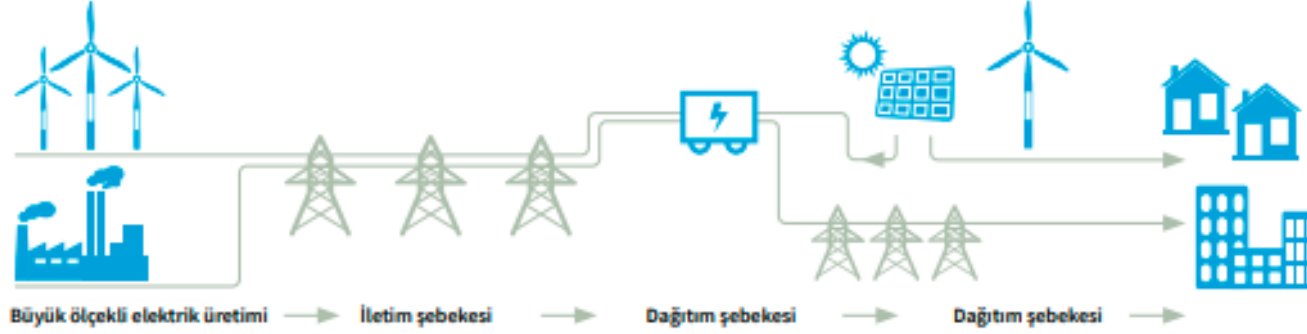 Büyük ölçekli elektrik üretimi
İletim şebekesi
Dağıtım şebekesi
Dağıtım şebekesi